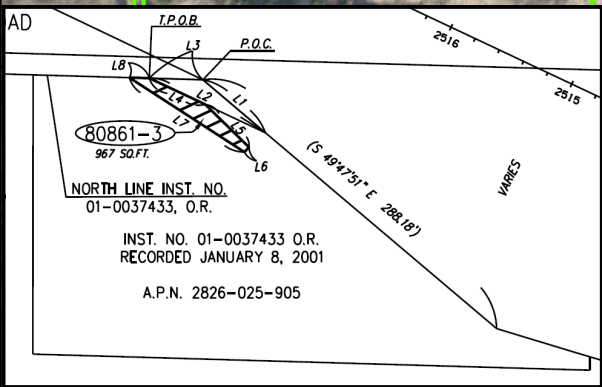 AD
T.P.O.B.
L3
P.O.C.
2516
2515
L8
L4
L2
L1
L7
L5
L6
80861-3
967 SQ.FT.
(S 49°47'51" E 288.18')
VARIES
NORTH LINE INST. NO.
01-0037433, O.R.
INST. NO. 01-0037433 O.R.
RECORDED JANUARY 8, 2001
A.P.N. 2826-025-905